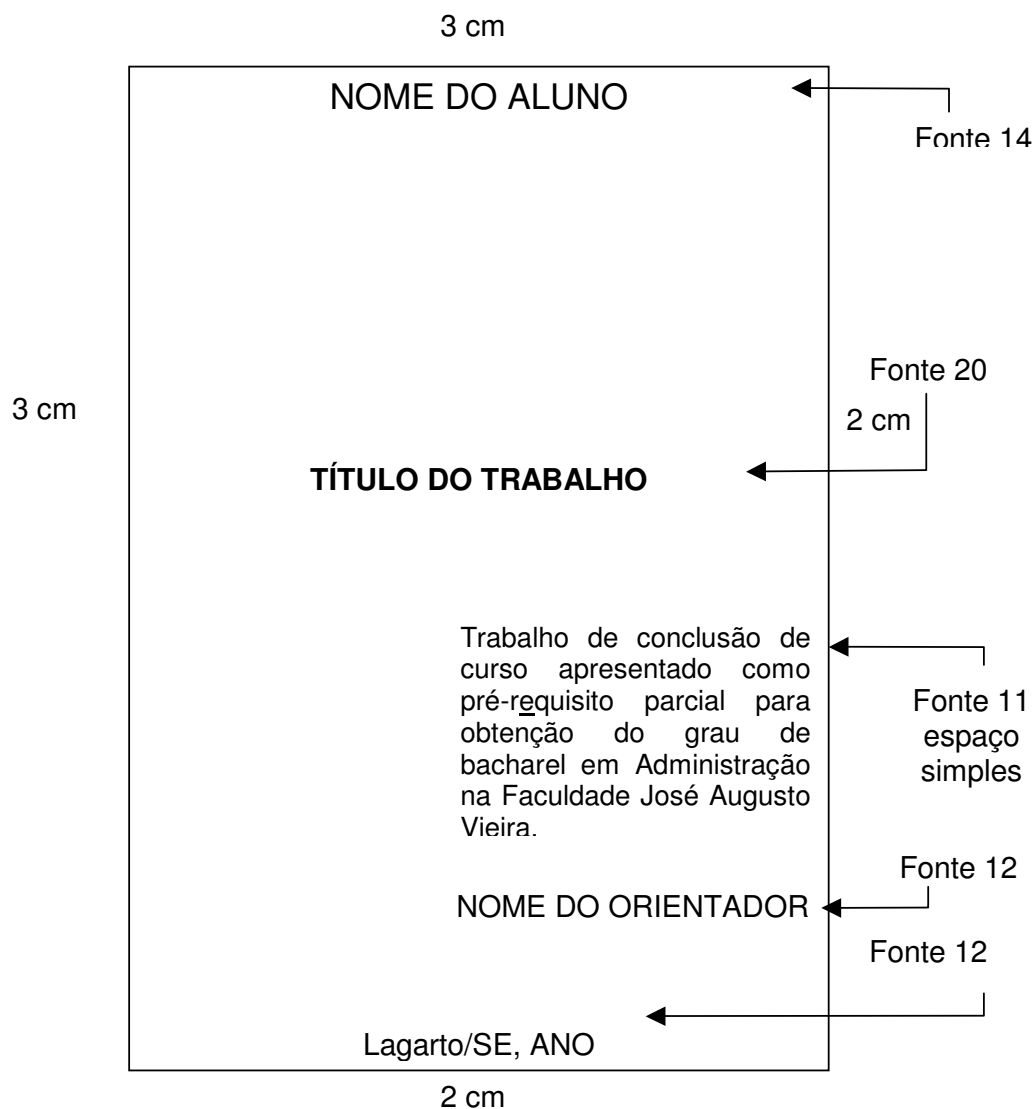 3 cm
NOME DO ALUNO
Fonte 14
Fonte 20
3 cm
2 cm
TÍTULO DO TRABALHO
Trabalho de conclusão de
curso apresentado como
pré-requisito parcial para
obtenção do grau de
bacharel em Administração
na Faculdade José Augusto
Vieira.
Fonte 11
espaço
simples
Fonte 12
NOME DO ORIENTADOR
Fonte 12
Lagarto/SE, ANO
2 cm